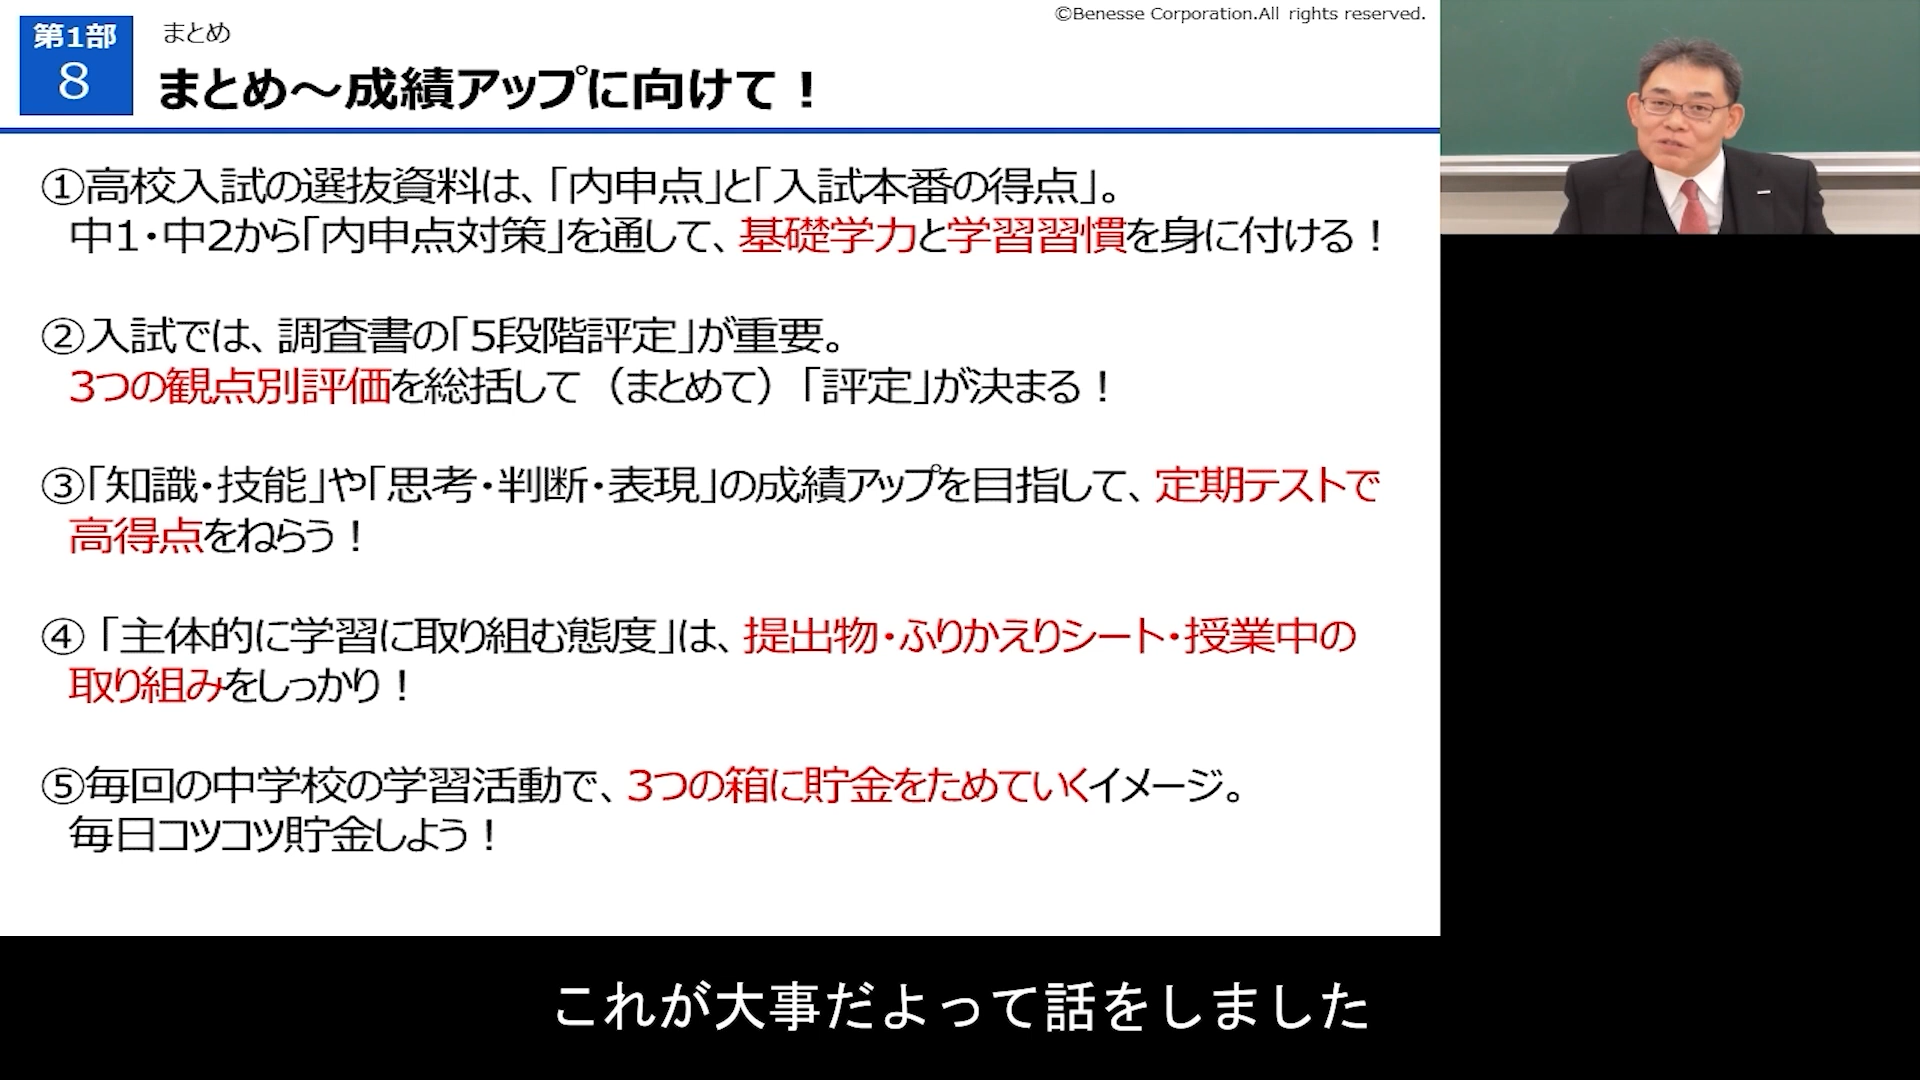 ©Benesse Corporation.All rights reserved.
第1部
8
まとめ
まとめ～成績アップに向けて！
①高校入試の選抜資料は、「内申点」と「入試本番の得点」。
中1・中2から「内申点対策」を通して、基礎学力と学習習慣を身に付ける！
②入試では、調査書の「5段階評定」が重要。
3つの観点別評価を総括して（まとめて）「評定」が決まる！
③「知識・技能」や「思考・判断・表現」の成績アップを目指して、定期テストで
高得点をねらう！
④「主体的に学習に取り組む態度」は、提出物・ふりかえりシート・授業中の
取り組みをしっかり！
⑤毎回の中学校の学習活動で、3つの箱に貯金をためていくイメージ。
毎日コツコツ貯金しよう！
これが大事だよって話をしました